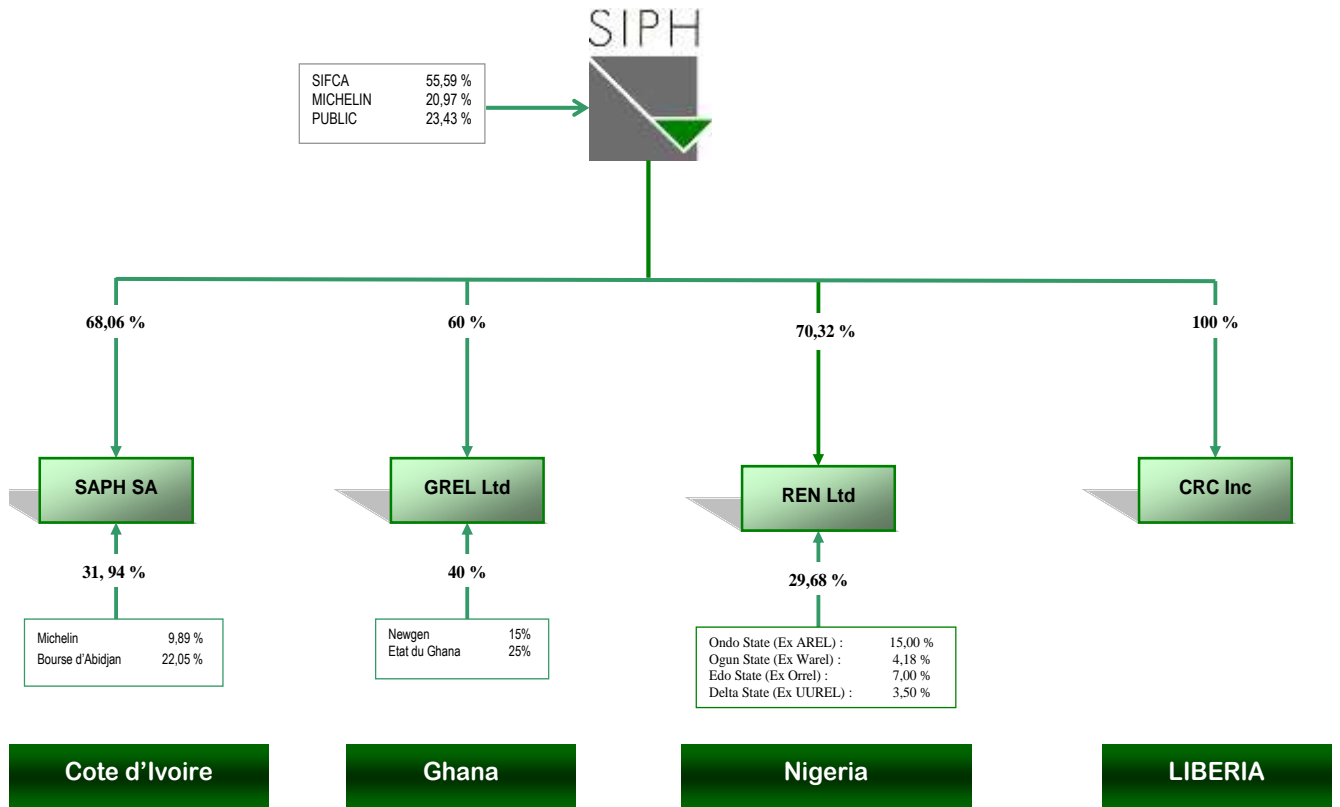 SIPH
SIFCA 55,59 %
MICHELIN 20,97 %
PUBLIC 23,43 %
68,06 %
60 %
70,32 %
100 %
SAPH SA
GREL Ltd
REN Ltd
CRC Inc
31, 94 %
40 %
29,68 %
Michelin 9,89 %
Bourse d'Abidjan 22,05 %
Newgen 15%
Etat du Ghana 25%
Ondo State (Ex AREL) : 15,00 %
Ogun State (Ex Warel) : 4,18 %
Edo State (Ex Orrel) : 7,00 %
Delta State (Ex UUREL) : 3,50 %
Cote d'Ivoire
Ghana
Nigeria
LIBERIA